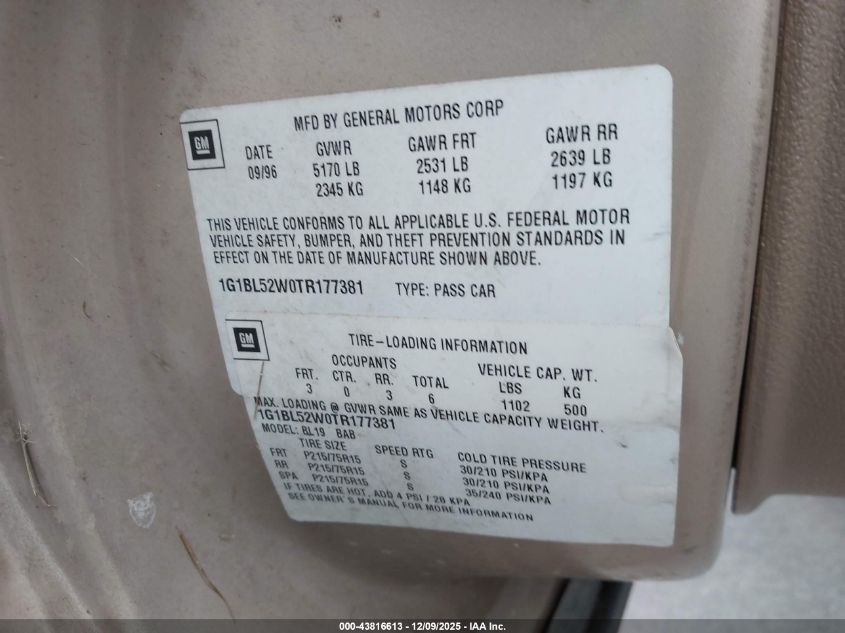 MFD BY GENERAL MOTORS CORP
GM
DATE GVWR GAWR FRT GAWR RR
09/96 5170 LB 2531 LB 2639 LB
2345 KG 1148 KG 1197 KG
THIS VEHICLE CONFORMS TO ALL APPLICABLE U.S. FEDERAL MOTOR
VEHICLE SAFETY, BUMPER, AND THEFT PREVENTION STANDARDS IN
EFFECT ON THE DATE OF MANUFACTURE SHOWN ABOVE.
1G1BL52W0TR177381 TYPE: PASS CAR
GM
TIRE-LOADING INFORMATION
OCCUPANTS VEHICLE CAP. WT.
FRT. CTR. RR. TOTAL LBS KG
3 0 3 6 1102 500
MAX. LOADING @ GVWR SAME AS VEHICLE CAPACITY WEIGHT.
1G1BL52W0TR177381
MODEL: BL19 BAB
TIRE SIZE SPEED RTG COLD TIRE PRESSURE
FRT P215/75R15 S 30/210 PSI/KPA
RR P215/75R15 S 30/210 PSI/KPA
SPA P215/75R15 S 35/240 PSI/KPA
IF TIRES ARE HOT, ADD 4 PSI / 28 KPA
SEE OWNER'S MANUAL FOR MORE INFORMATION
000-43816613 - 12/09/2025 - IAA Inc.